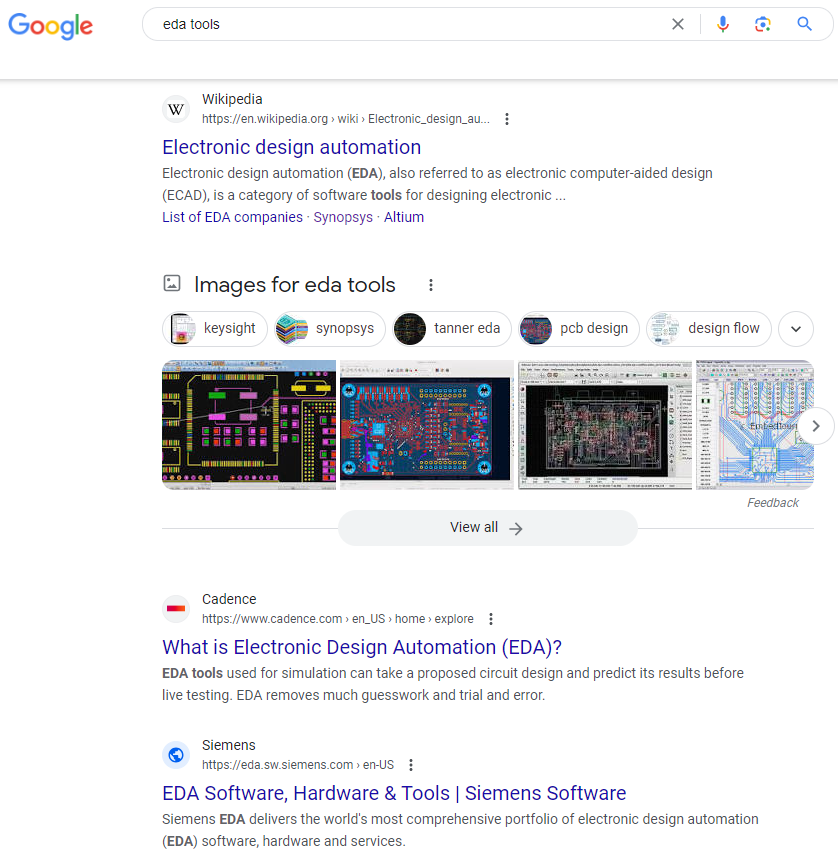 Google
eda tools
Wikipedia
https://en.wikipedia.org › wiki › Electronic_design_au...
Electronic design automation
Electronic design automation (EDA), also referred to as electronic computer-aided design
(ECAD), is a category of software tools for designing electronic ...
List of EDA companies · Synopsys · Altium
Images for eda tools
keysight
synopsys
tanner eda
pcb design
design flow
Feedback
View all
Cadence
https://www.cadence.com › en_US › home › explore
What is Electronic Design Automation (EDA)?
EDA tools used for simulation can take a proposed circuit design and predict its results before
live testing. EDA removes much guesswork and trial and error.
Siemens
https://eda.sw.siemens.com › en-US
EDA Software, Hardware & Tools | Siemens Software
Siemens EDA delivers the world's most comprehensive portfolio of electronic design automation
(EDA) software, hardware and services.